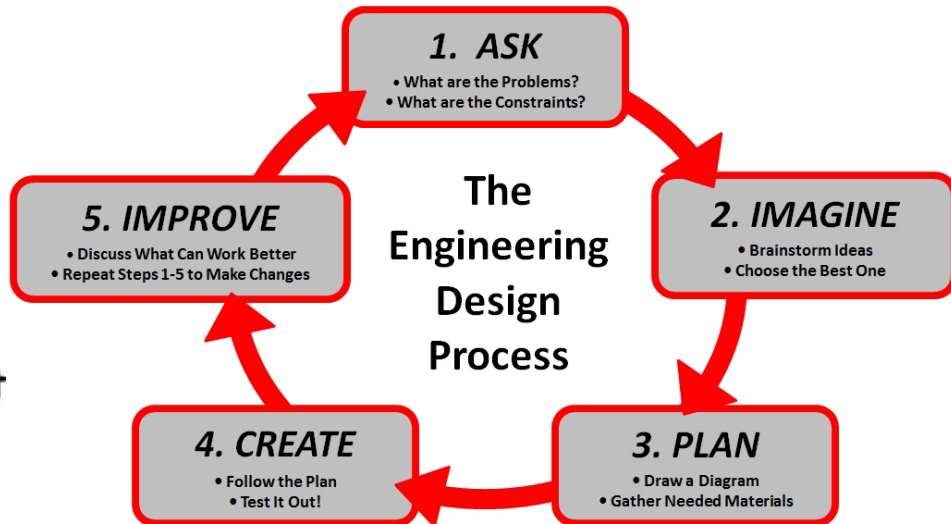 1. ASK
• What are the Problems?
• What are the Constraints?
The
Engineering
Design
Process
2. IMAGINE
• Brainstorm Ideas
• Choose the Best One
3. PLAN
• Draw a Diagram
• Gather Needed Materials
4. CREATE
• Follow the Plan
• Test It Out!
5. IMPROVE
• Discuss What Can Work Better
• Repeat Steps 1-5 to Make Changes